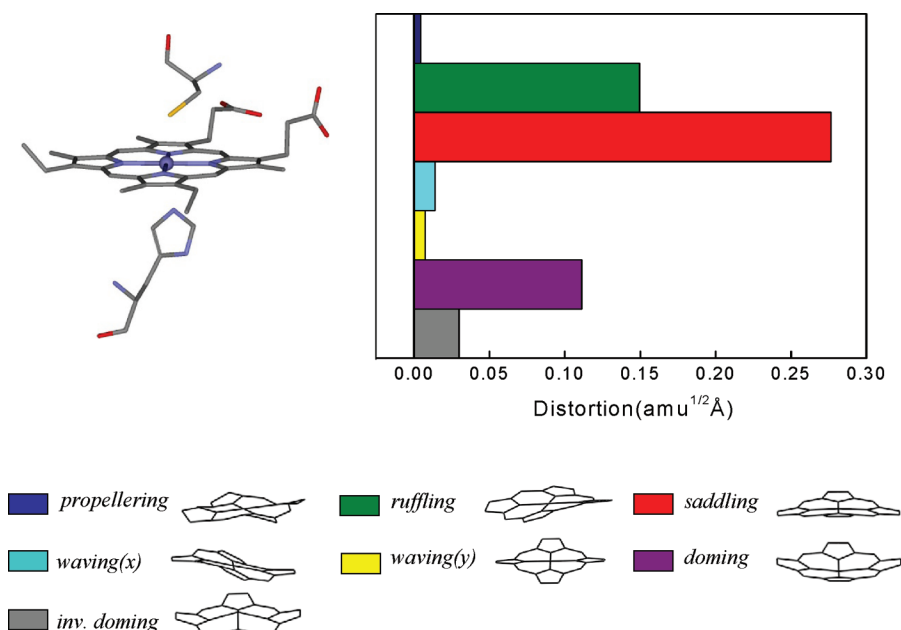 0.00 0.05 0.10 0.15 0.20 0.25 0.30
Distortion(amu1/2Å)
propellering ruffling saddling
waving(x) waving(y) doming
inv. doming